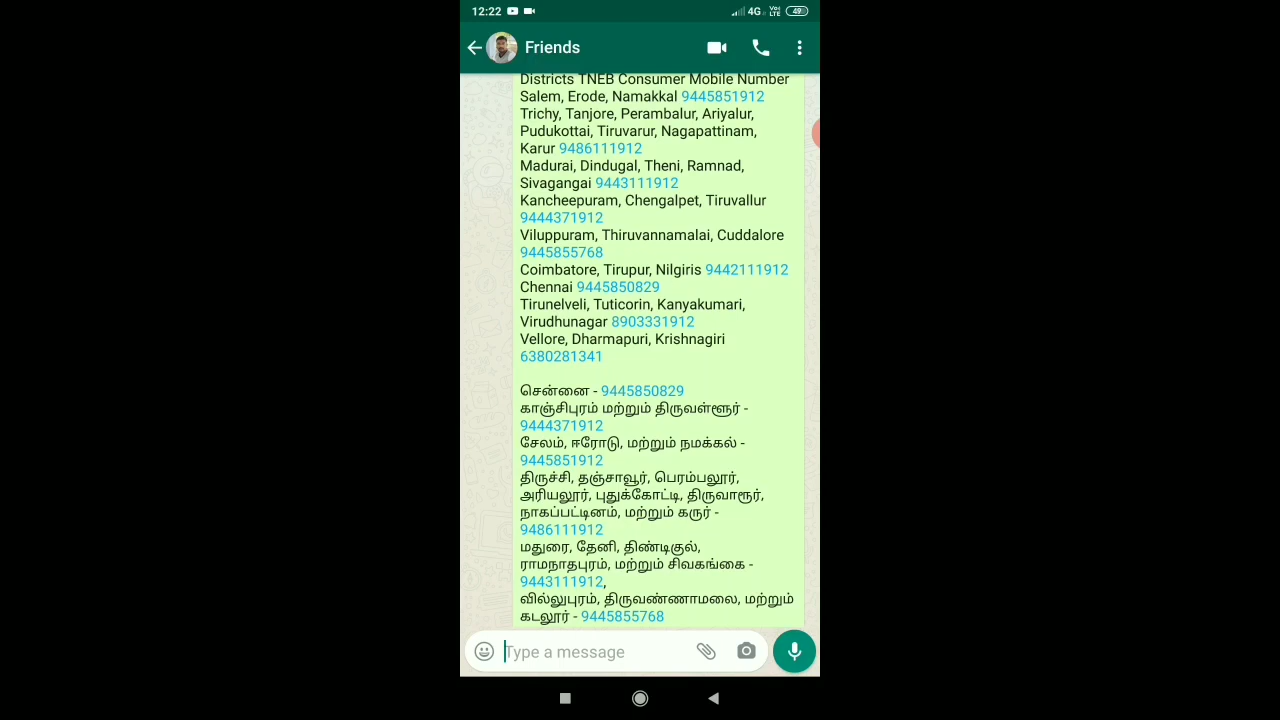 12:22
4G
Vo)
LTE
49
Friends
Districts TNEB Consumer Mobile Number
Salem, Erode, Namakkal 9445851912
Trichy, Tanjore, Perambalur, Ariyalur,
Pudukottai, Tiruvarur, Nagapattinam,
Karur 9486111912
Madurai, Dindugal, Theni, Ramnad,
Sivagangai 9443111912
Kancheepuram, Chengalpet, Tiruvallur
9444371912
Viluppuram, Thiruvannamalai, Cuddalore
9445855768
Coimbatore, Tirupur, Nilgiris 9442111912
Chennai 9445850829
Tirunelveli, Tuticorin, Kanyakumari,
Virudhunagar 8903331912
Vellore, Dharmapuri, Krishnagiri
6380281341
சென்னை - 9445850829
காஞ்சிபுரம் மற்றும் திருவள்ளூர் -
9444371912
சேலம், ஈரோடு, மற்றும் நமக்கல் -
9445851912
திருச்சி, தஞ்சாவூர், பெரம்பலூர்,
அரியலூர், புதுக்கோட்டி, திருவாரூர்,
நாகப்பட்டினம், மற்றும் கருர் -
9486111912
மதுரை, தேனி, திண்டிகுல்,
ராமநாதபுரம், மற்றும் சிவகங்கை -
9443111912,
வில்லுபுரம், திருவண்ணாமலை, மற்றும்
கடலூர் - 9445855768
Type a message